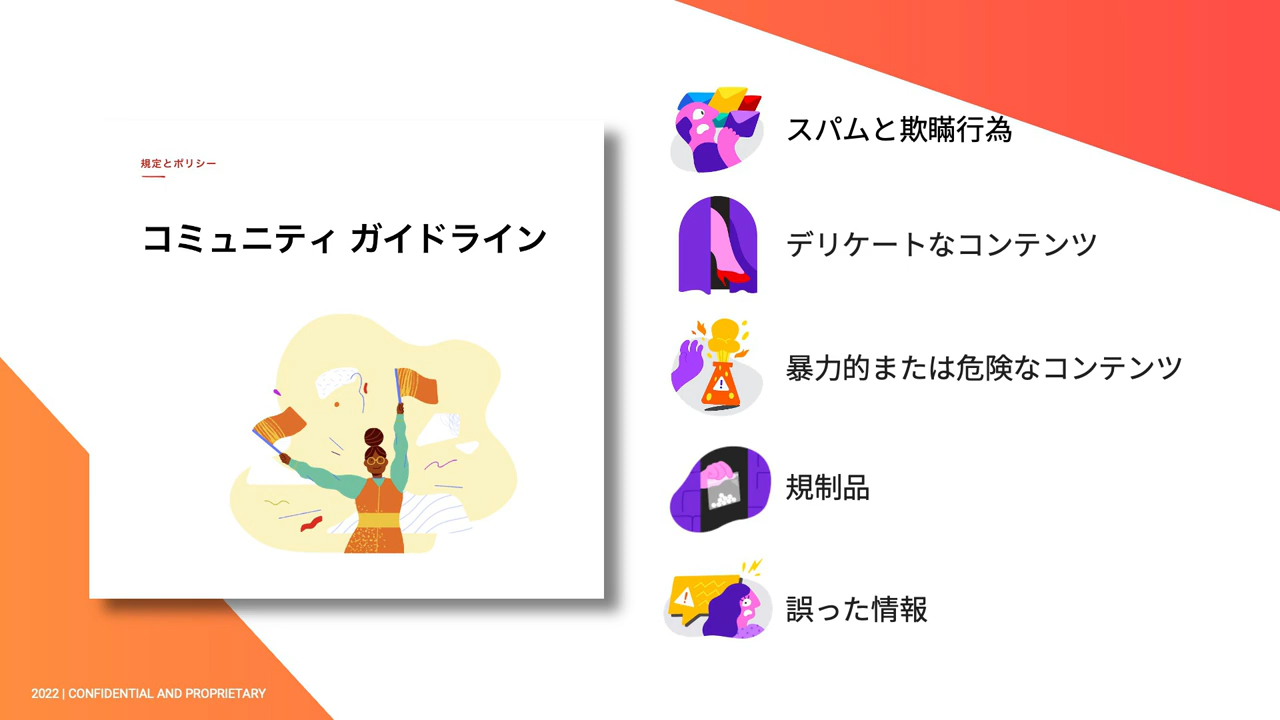 規定とポリシー
コミュニティ ガイドライン
スパムと欺瞞行為
デリケートなコンテンツ
暴力的または危険なコンテンツ
規制品
誤った情報
2022 | CONFIDENTIAL AND PROPRIETARY